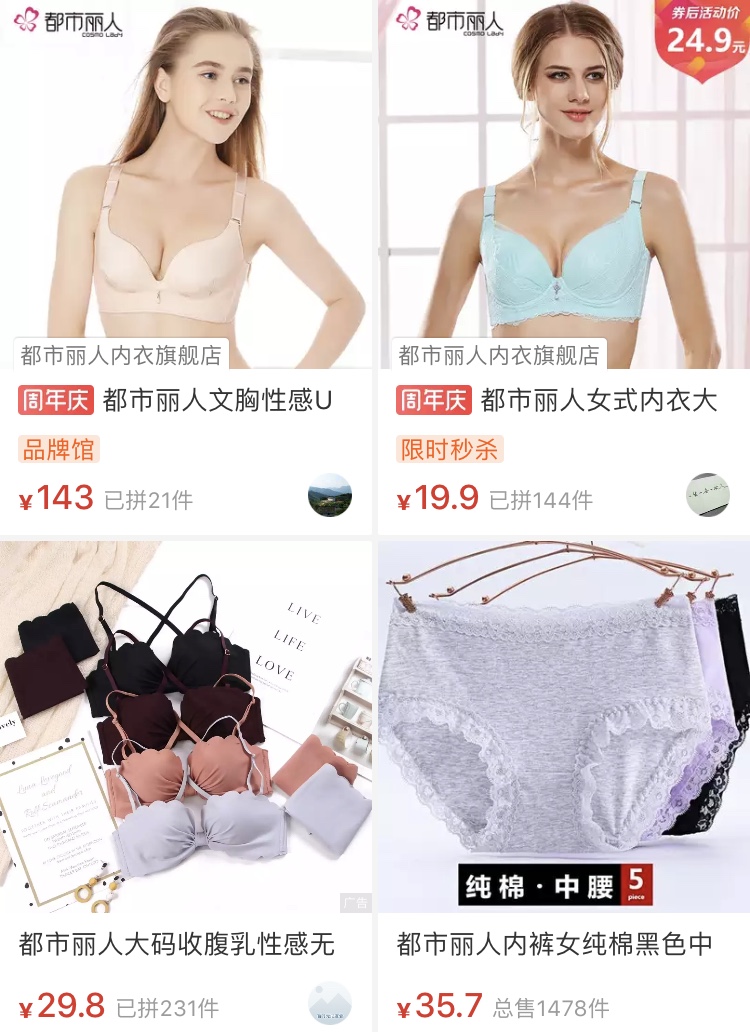 都市丽人
COSMO LADY
都市丽人
COSMO LADY
券后活动价
24.9元
都市丽人内衣旗舰店
都市丽人内衣旗舰店
周年庆 都市丽人文胸性感U
周年庆 都市丽人女式内衣大
品牌馆
限时秒杀
¥143 已拼21件
¥19.9 已拼144件
LIVE
LIFE
LOVE
广告
纯棉·中腰 5
piece
都市丽人大码收腹乳性感无
都市丽人内裤女纯棉黑色中
¥29.8 已拼231件
¥35.7 总售1478件